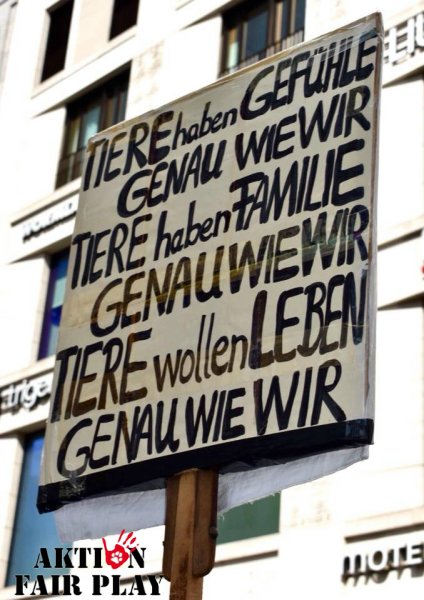 TIERE haben GEFÜHLE
GENAU WIE WIR
TIERE haben FAMILIE
GENAU WIE WIR
TIERE wollen LEBEN
GENAU WIE WIR
AKTION
FAIR PLAY